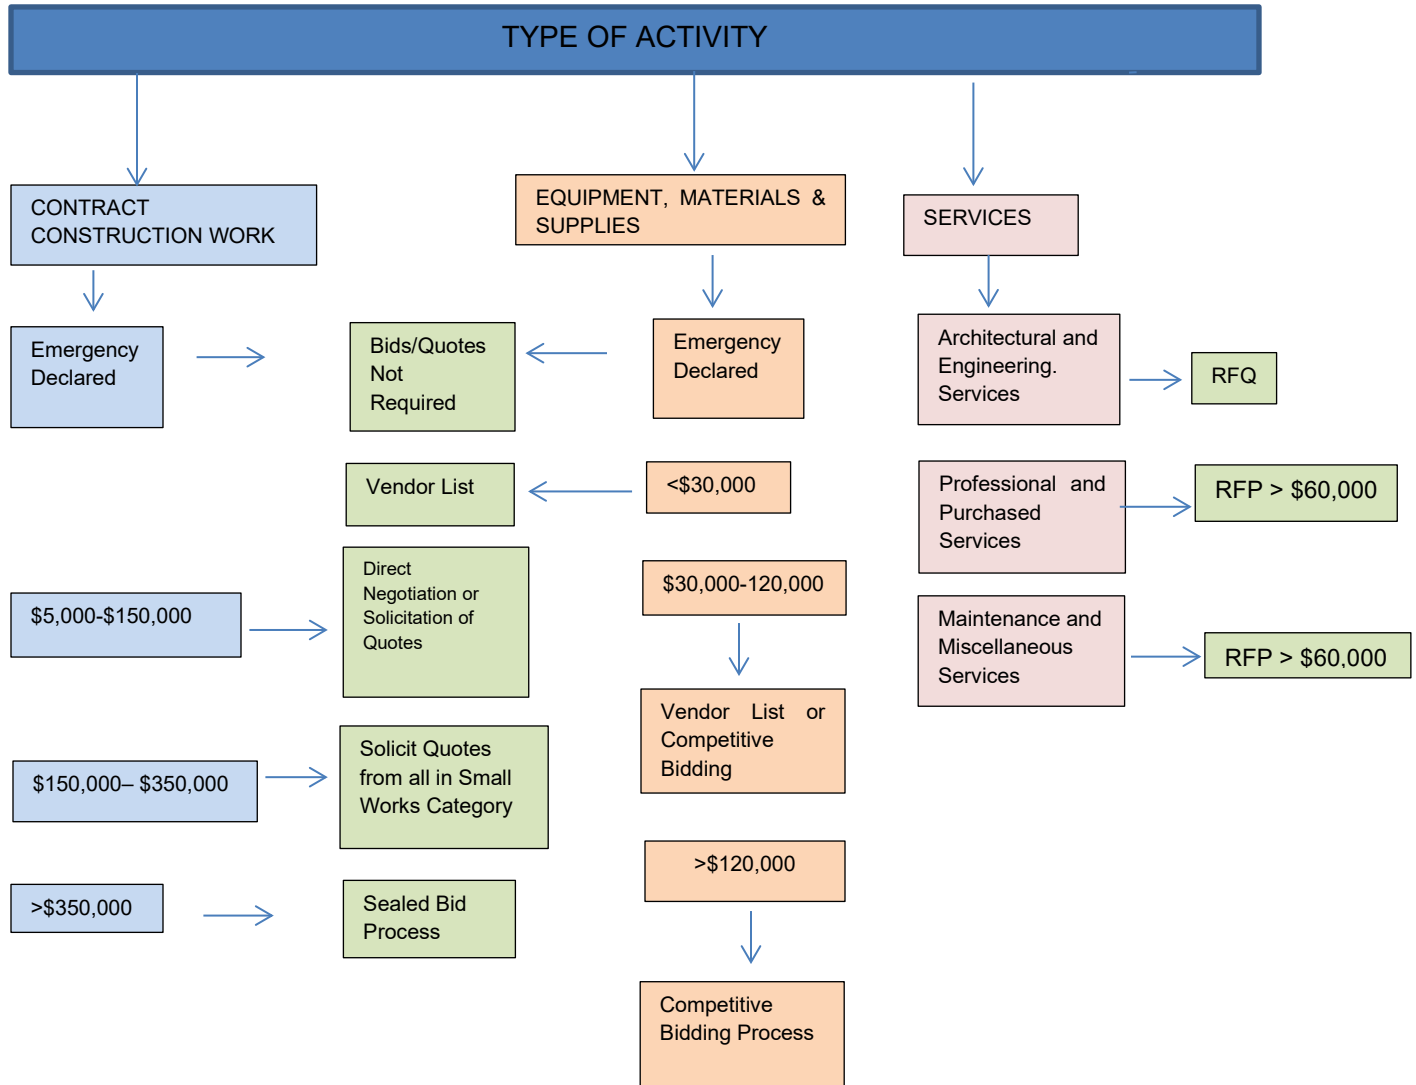 TYPE OF ACTIVITY
CONTRACT
CONSTRUCTION WORK
EQUIPMENT, MATERIALS &
SUPPLIES
SERVICES
Emergency
Declared
Bids/Quotes
Not
Required
Emergency
Declared
Architectural and
Engineering.
Services
RFQ
Vendor List
<$30,000
Professional and
Purchased
Services
RFP > $60,000
$5,000-$150,000
Direct
Negotiation or
Solicitation of
Quotes
$30,000-120,000
Maintenance and
Miscellaneous
Services
RFP > $60,000
Vendor List or
Competitive
Bidding
$150,000– $350,000
Solicit Quotes
from all in Small
Works Category
>$120,000
>$350,000
Sealed Bid
Process
Competitive
Bidding Process